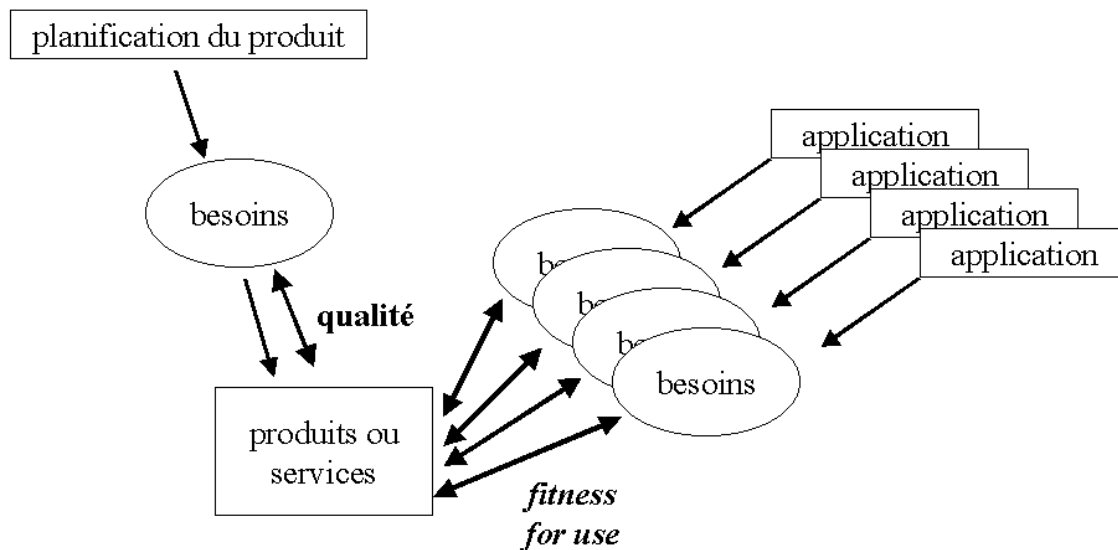 planification du produit
application
application
application
application
besoins
qualité
besoins
produits ou
services
fitness
for use